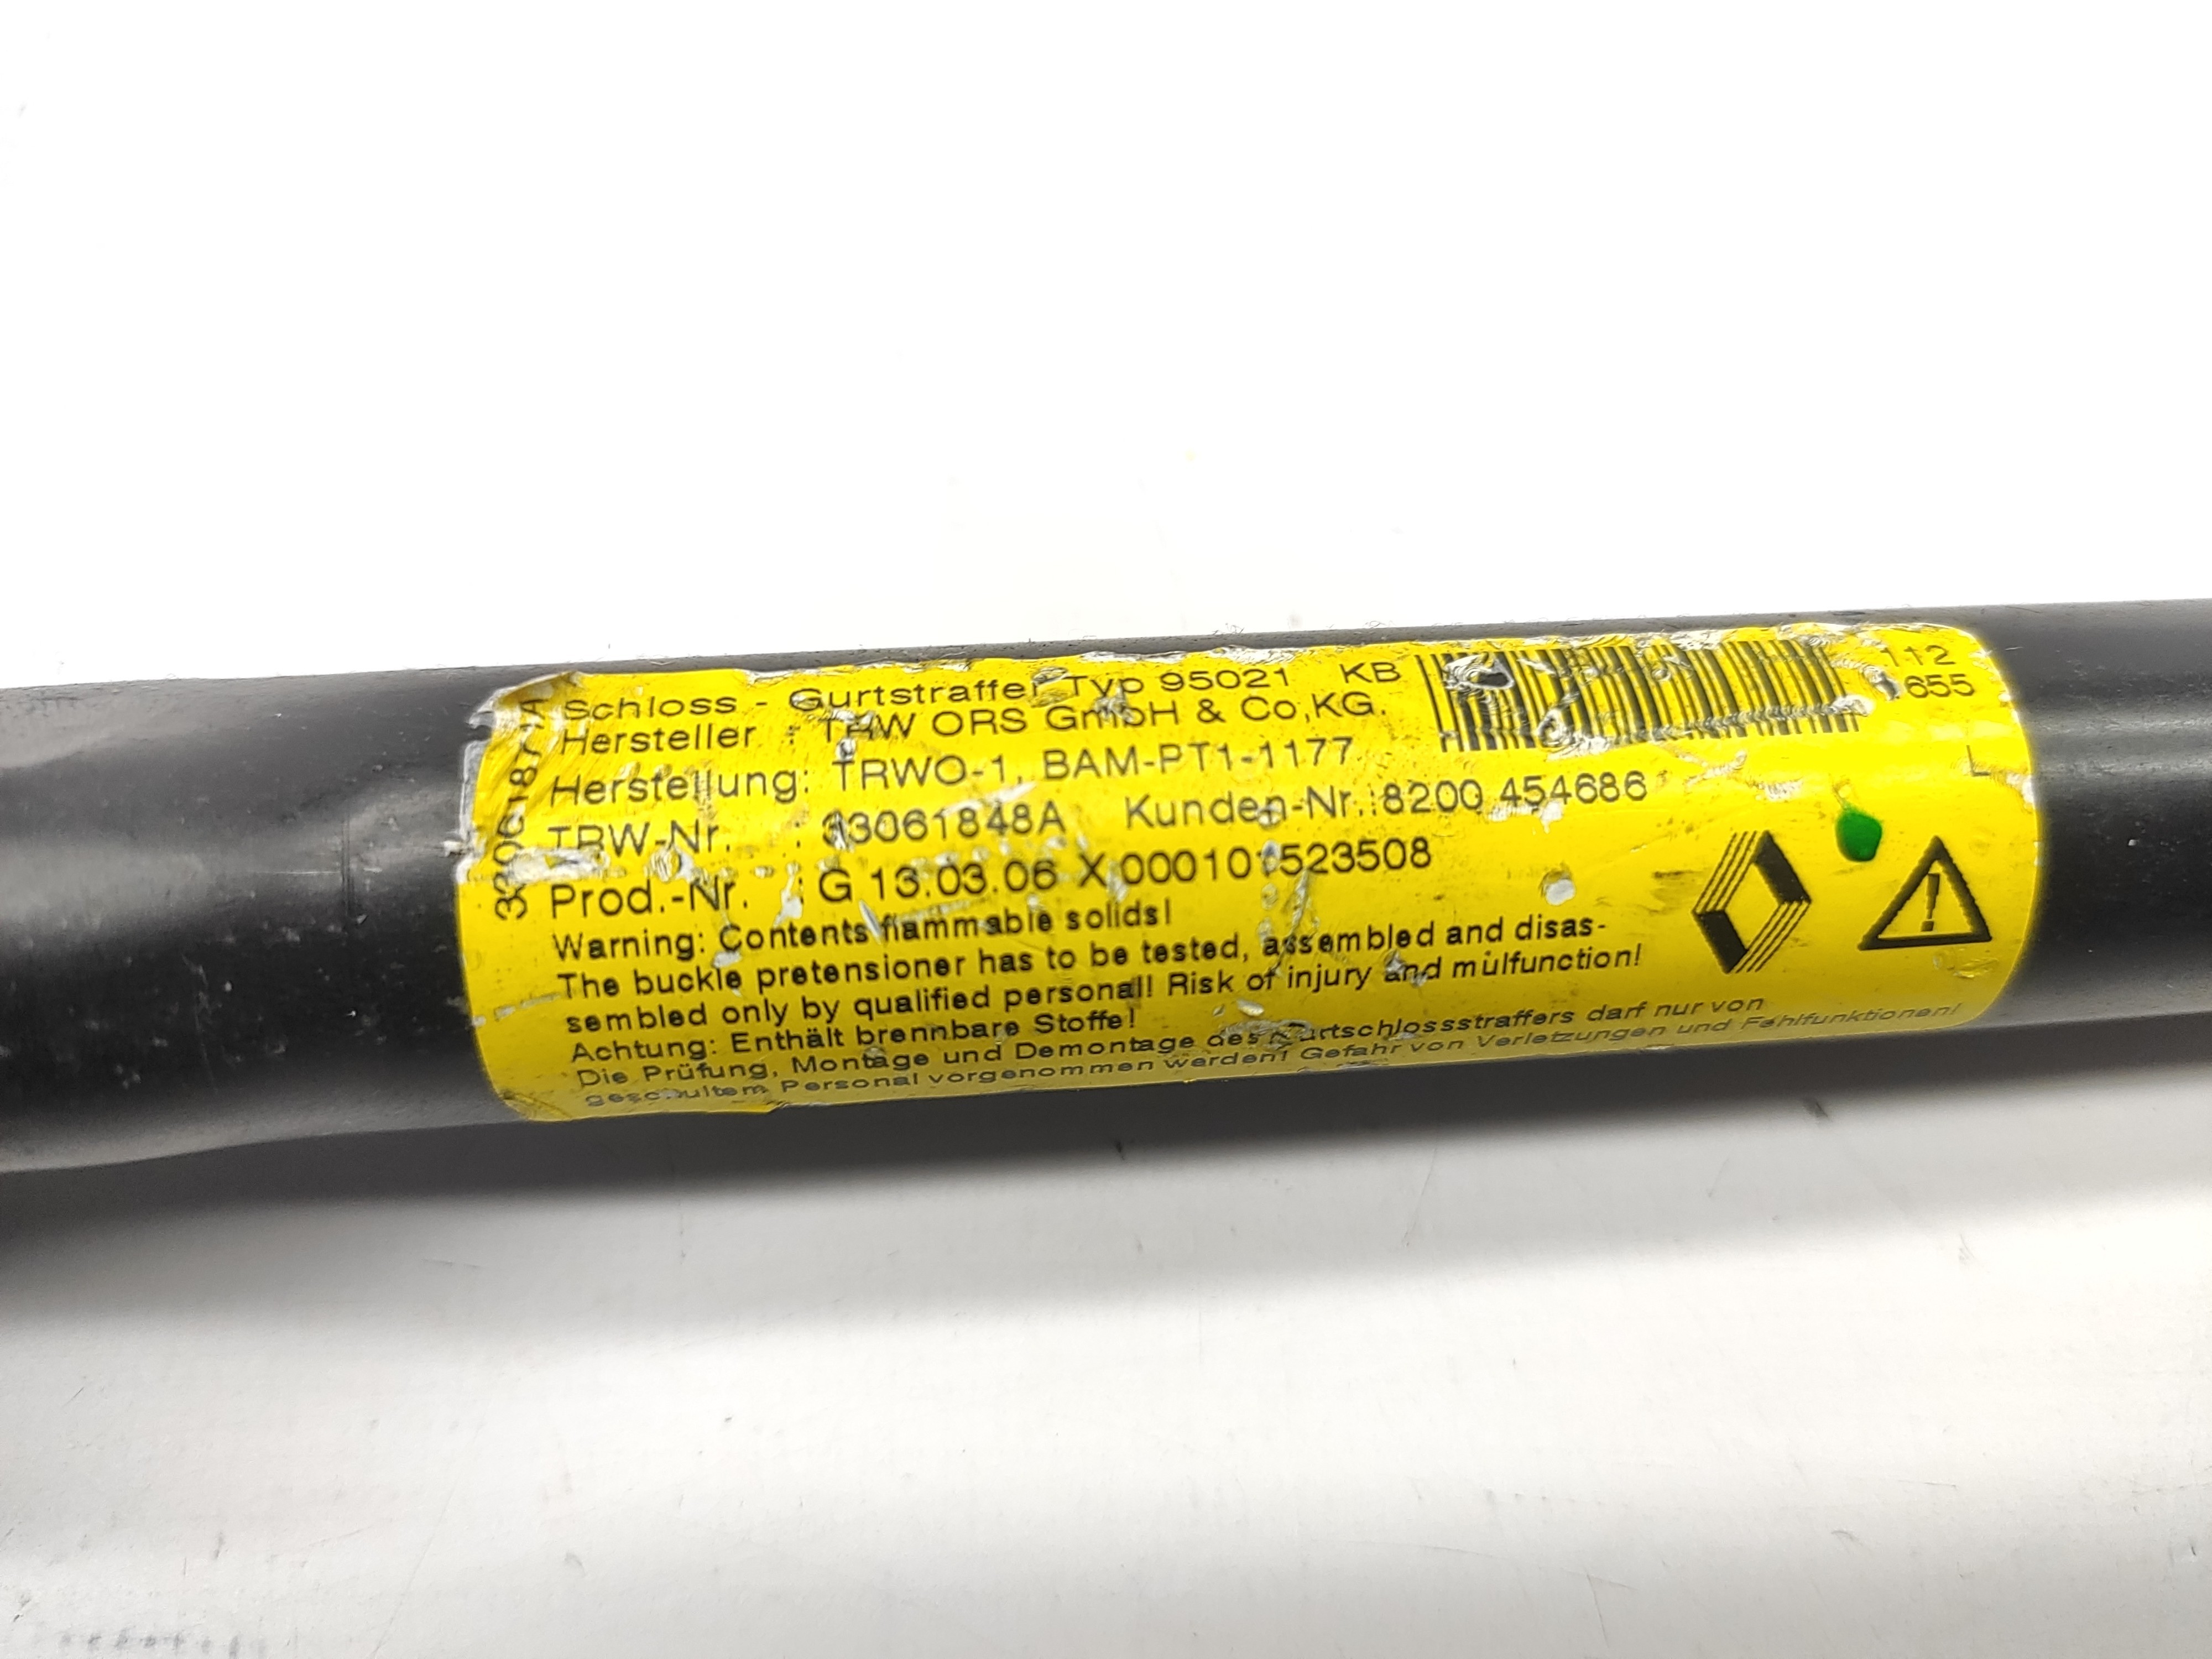 Schloss - Gurtstraffer Typ 95021 KB
Hersteller : TRW ORS GmbH & Co,KG.
112
655
Herstellung: TRWO-1, BAM-PT1-1177
L
TRW-Nr. : 33061848A Kunden-Nr.:8200 454686
Prod.-Nr. : G 13.03.06 X 000101523508
Warning: Contents flammable solids!
The buckle pretensioner has to be tested, assembled and disas-
sembled only by qualified personal! Risk of injury and mulfunction!
Achtung: Enthält brennbare Stoffe!
Die Prüfung, Montage und Demontage des Gurtschlossstraffers darf nur von
geschultem Personal vorgenommen werden! Gefahr von Verletzungen und Fehlfunktionen!